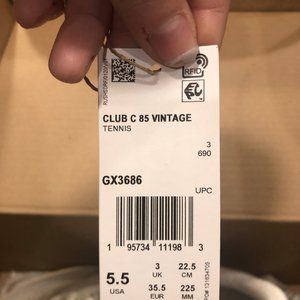 RFID
CLUB C 85 VINTAGE
TENNIS
3
690
GX3686
UPC
1 95734 11198 3
5.5 3 22.5
USA UK CM
35.5 225
EUR MM